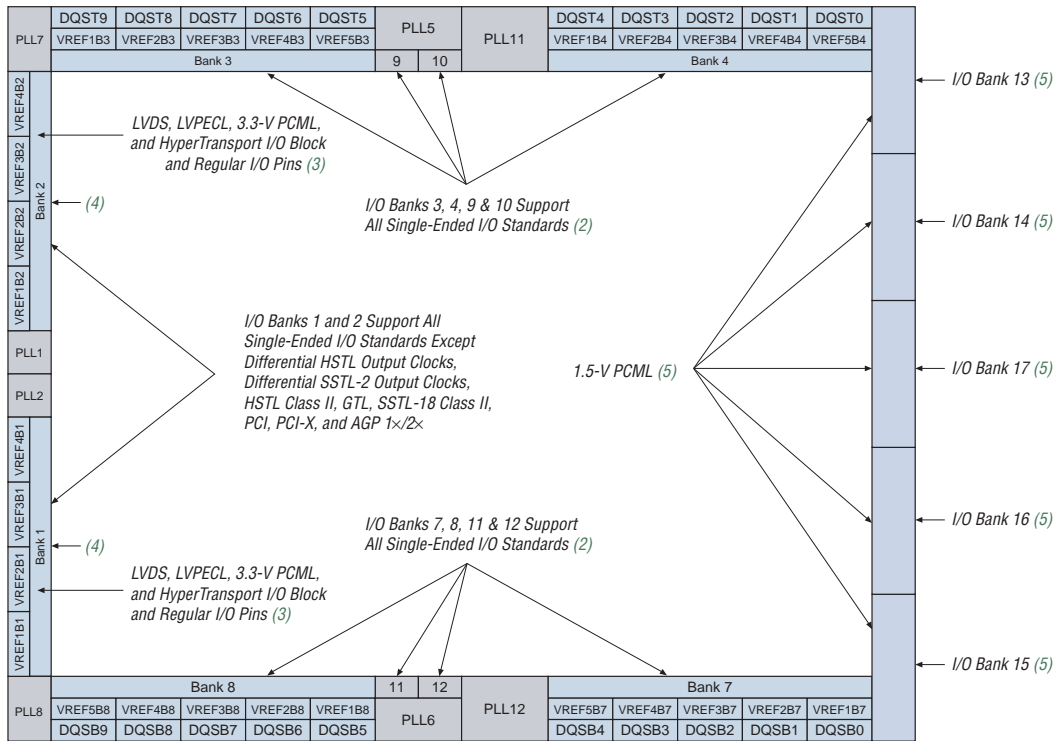 PLL7
DQST9 DQST8 DQST7 DQST6 DQST5
VREF1B3 VREF2B3 VREF3B3 VREF4B3 VREF5B3
Bank 3
PLL5
9 10
PLL11
DQST4 DQST3 DQST2 DQST1 DQST0
VREF1B4 VREF2B4 VREF3B4 VREF4B4 VREF5B4
Bank 4
I/O Bank 13 (5)
VREF4B2
VREF3B2
VREF2B2
VREF1B2
Bank 2
LVDS, LVPECL, 3.3-V PCML,
and HyperTransport I/O Block
and Regular I/O Pins (3)
(4)
I/O Banks 3, 4, 9 & 10 Support
All Single-Ended I/O Standards (2)
I/O Bank 14 (5)
PLL1
PLL2
I/O Banks 1 and 2 Support All
Single-Ended I/O Standards Except
Differential HSTL Output Clocks,
Differential SSTL-2 Output Clocks,
HSTL Class II, GTL, SSTL-18 Class II,
PCI, PCI-X, and AGP 1×/2×
1.5-V PCML (5)
I/O Bank 17 (5)
VREF4B1
VREF3B1
VREF2B1
VREF1B1
Bank 1
(4)
I/O Banks 7, 8, 11 & 12 Support
All Single-Ended I/O Standards (2)
I/O Bank 16 (5)
LVDS, LVPECL, 3.3-V PCML,
and HyperTransport I/O Block
and Regular I/O Pins (3)
I/O Bank 15 (5)
PLL8
Bank 8
VREF5B8 VREF4B8 VREF3B8 VREF2B8 VREF1B8
DQSB9 DQSB8 DQSB7 DQSB6 DQSB5
11 12
PLL6
PLL12
Bank 7
VREF5B7 VREF4B7 VREF3B7 VREF2B7 VREF1B7
DQSB4 DQSB3 DQSB2 DQSB1 DQSB0